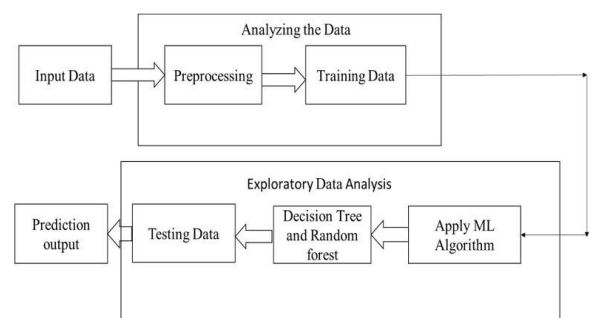 Analyzing the Data
Input Data
Preprocessing
Training Data
Exploratory Data Analysis
Prediction
output
Testing Data
Decision Tree
and Random
forest
Apply ML
Algorithm